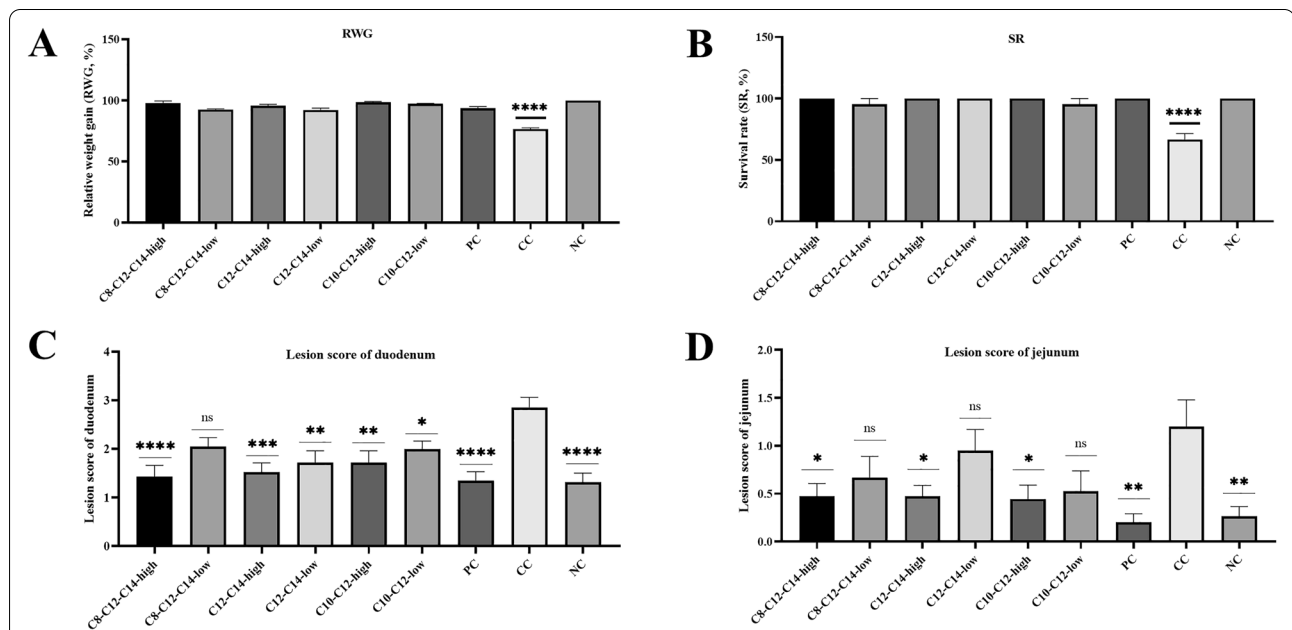 A
RWG
Relative weight gain (RWG, %)
150
100
50
0
****
C8-C12-C14-high
C8-C12-C14-low
C12-C14-high
C12-C14-low
C10-C12-high
C10-C12-low
PC
CC
NC
B
SR
Survival rate (SR, %)
150
100
50
0
****
C8-C12-C14-high
C8-C12-C14-low
C12-C14-high
C12-C14-low
C10-C12-high
C10-C12-low
PC
CC
NC
C
Lesion score of duodenum
Lesion score of duodenum
4
3
2
1
0
****
ns
***
**
**
*
****
****
C8-C12-C14-high
C8-C12-C14-low
C12-C14-high
C12-C14-low
C10-C12-high
C10-C12-low
PC
CC
NC
D
Lesion score of jejunum
Lesion score of jejunum
2.0
1.5
1.0
0.5
0.0
*
ns
*
ns
*
ns
**
**
C8-C12-C14-high
C8-C12-C14-low
C12-C14-high
C12-C14-low
C10-C12-high
C10-C12-low
PC
CC
NC